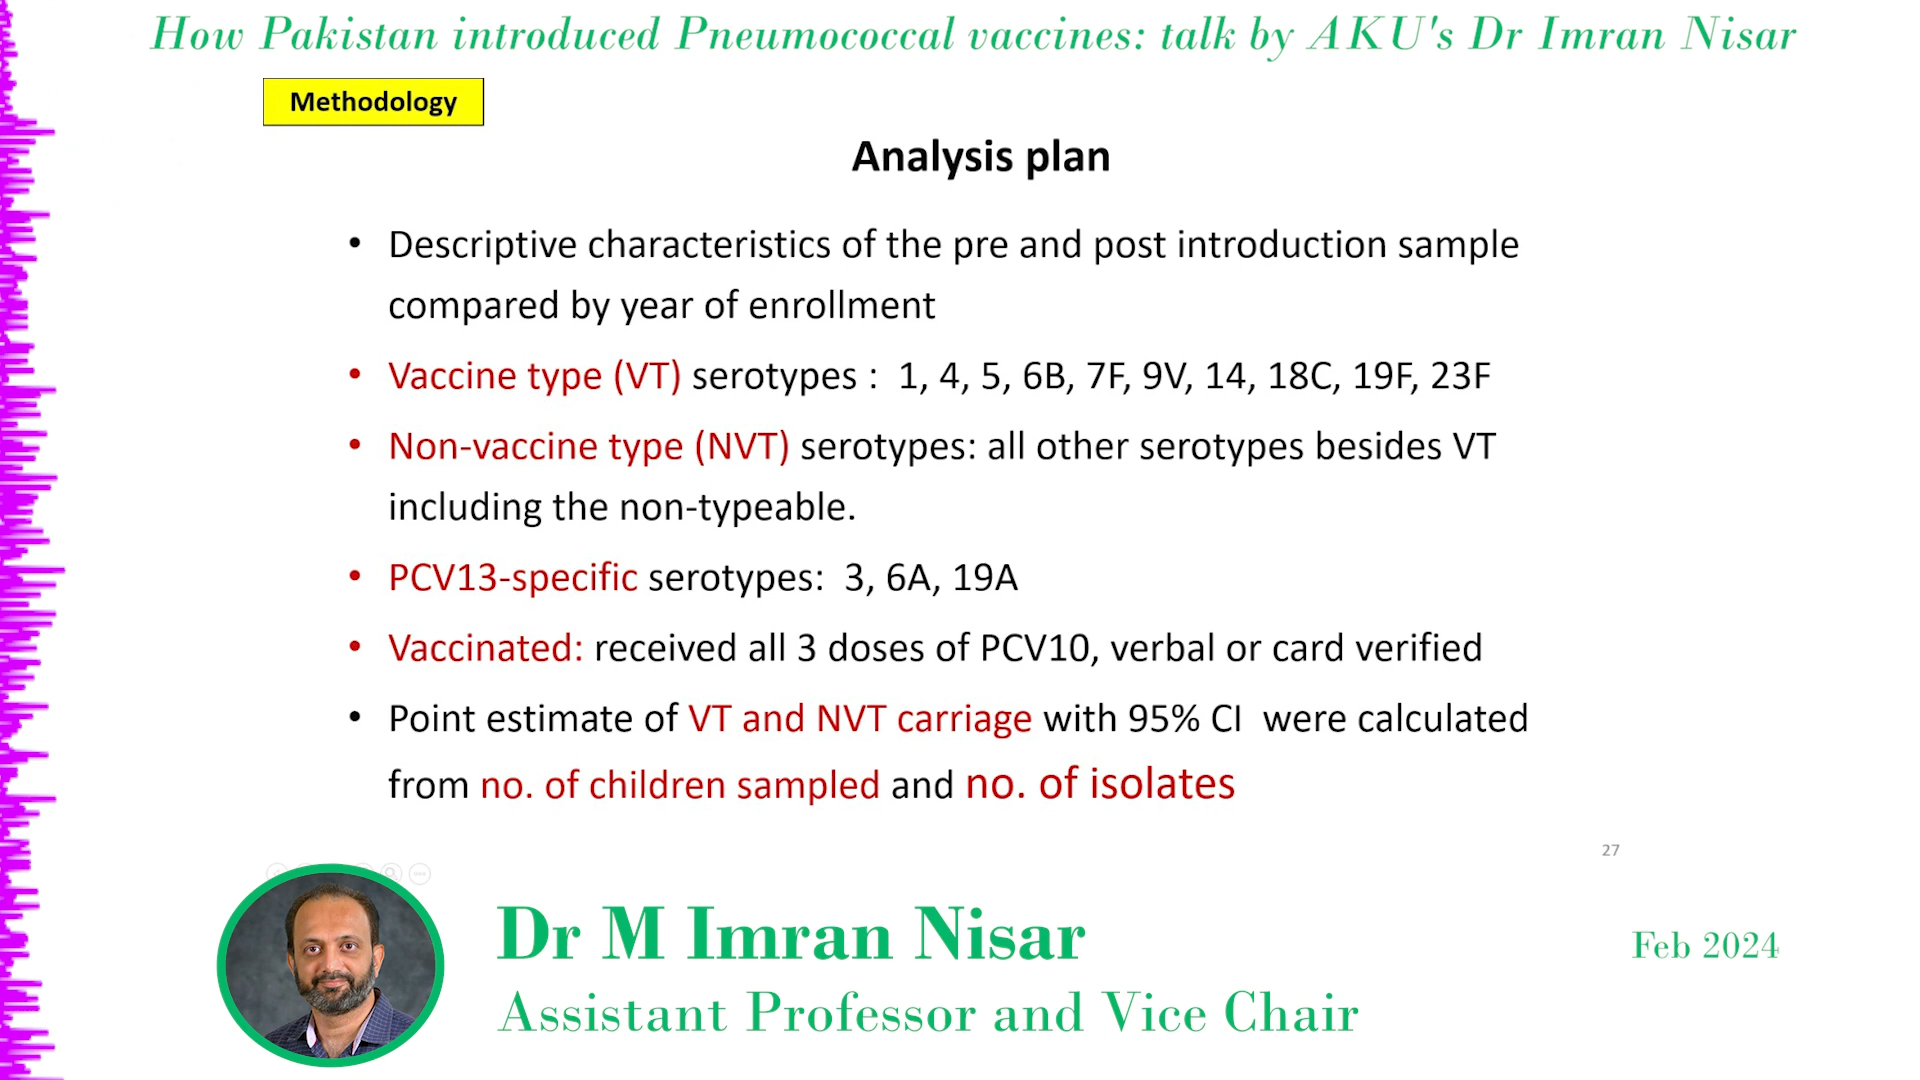 How Pakistan introduced Pneumococcal vaccines: talk by AKU's Dr Imran Nisar
Methodology
Analysis plan
• Descriptive characteristics of the pre and post introduction sample
compared by year of enrollment
• Vaccine type (VT) serotypes : 1, 4, 5, 6B, 7F, 9V, 14, 18C, 19F, 23F
• Non-vaccine type (NVT) serotypes: all other serotypes besides VT
including the non-typeable.
• PCV13-specific serotypes: 3, 6A, 19A
• Vaccinated: received all 3 doses of PCV10, verbal or card verified
• Point estimate of VT and NVT carriage with 95% CI were calculated
from no. of children sampled and no. of isolates
27
Dr M Imran Nisar
Feb 2024
Assistant Professor and Vice Chair